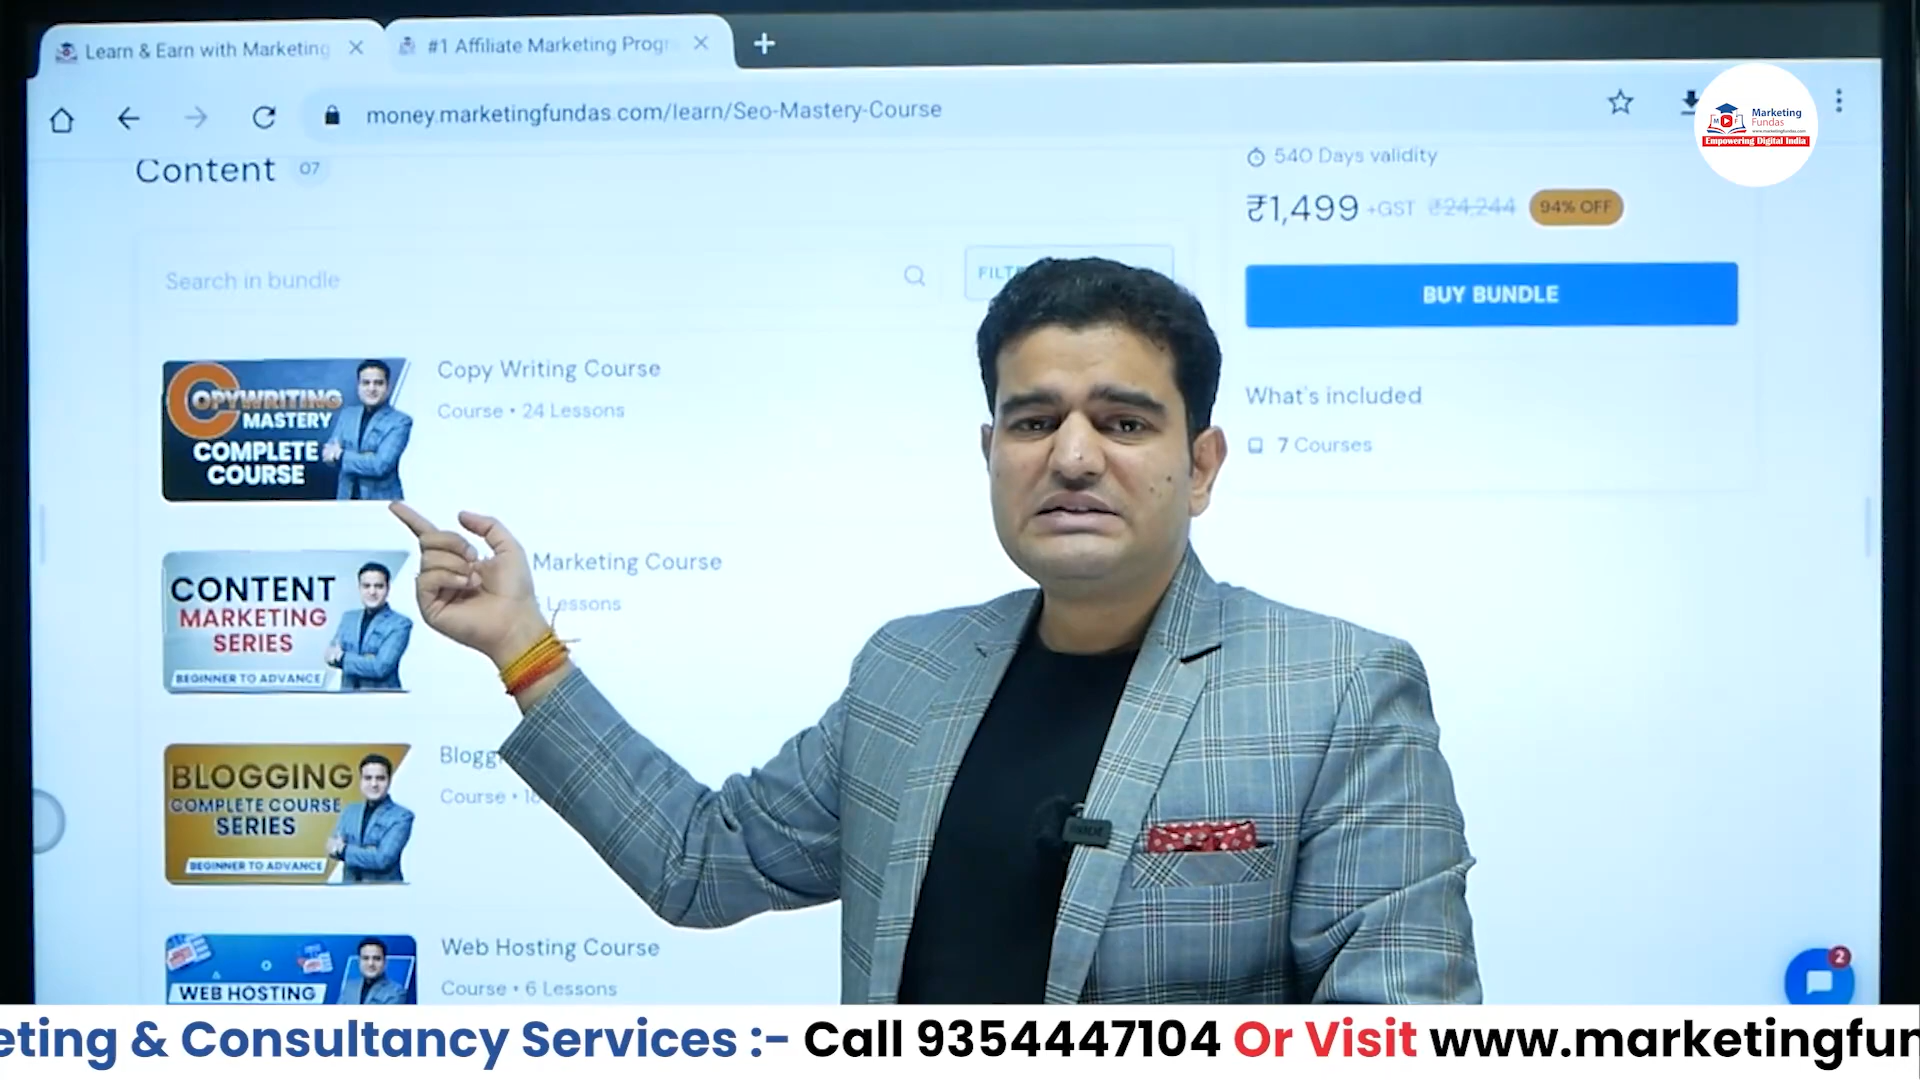 Learn & Earn with Marketing
#1 Affiliate Marketing Progr
money.marketingfundas.com/learn/Seo-Mastery-Course
Marketing
Fundas
www.marketingfundas.com
Empowering Digital India
Content 07
540 Days validity
₹1,499 +GST ₹24,244 94% OFF
Search in bundle
BUY BUNDLE
What's included
7 Courses
COPYWRITING
MASTERY
COMPLETE
COURSE
Copy Writing Course
Course • 24 Lessons
CONTENT
MARKETING
SERIES
BEGINNER TO ADVANCE
Marketing Course
Lessons
BLOGGING
COMPLETE COURSE
SERIES
BEGINNER TO ADVANCE
Blogg
Course •
WEB HOSTING
Web Hosting Course
Course • 6 Lessons
2
eting & Consultancy Services :- Call 9354447104 Or Visit www.marketingfun